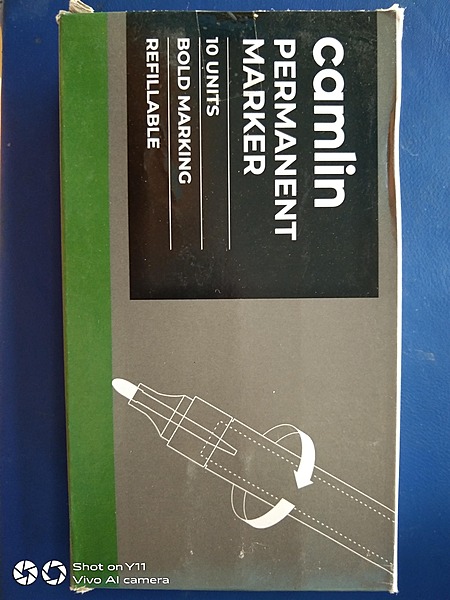 camlin
PERMANENT
MARKER
10 UNITS
BOLD MARKING
REFILLABLE
Shot on Y11
Vivo AI camera